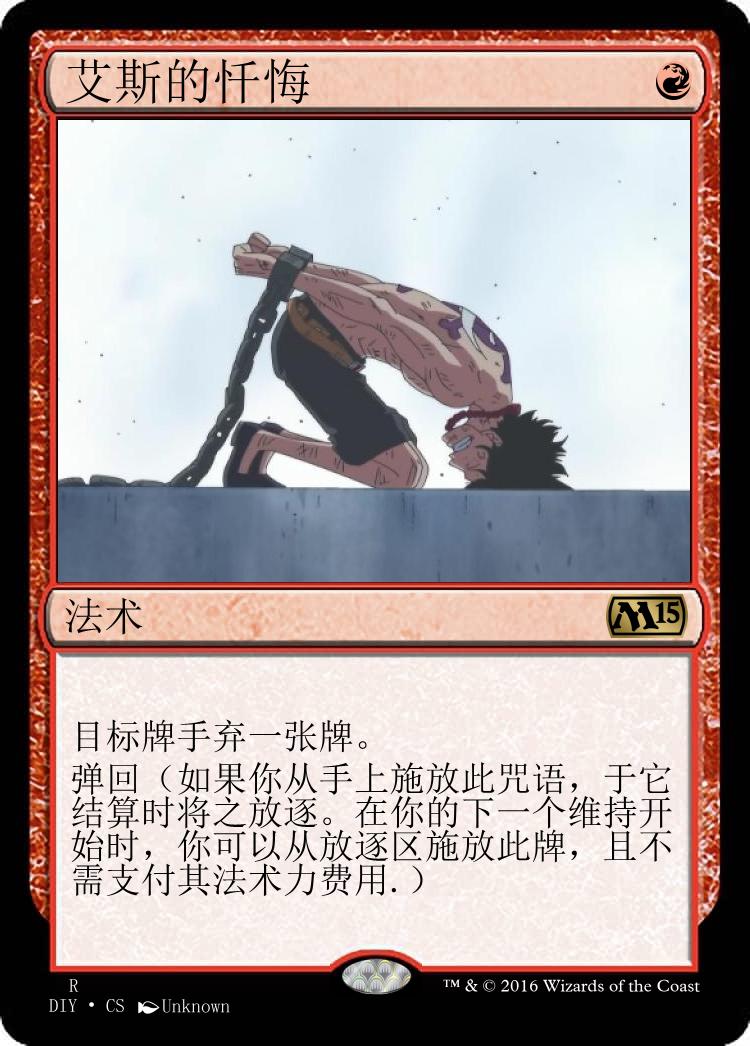 艾斯的忏悔
法术
M15
目标牌手弃一张牌。
弹回（如果你从手上施放此咒语，于它
结算时将之放逐。在你的下一个维持开
始时，你可以从放逐区施放此牌，且不
需支付其法术力费用.）
R
DIY • CS Unknown
™ & © 2016 Wizards of the Coast